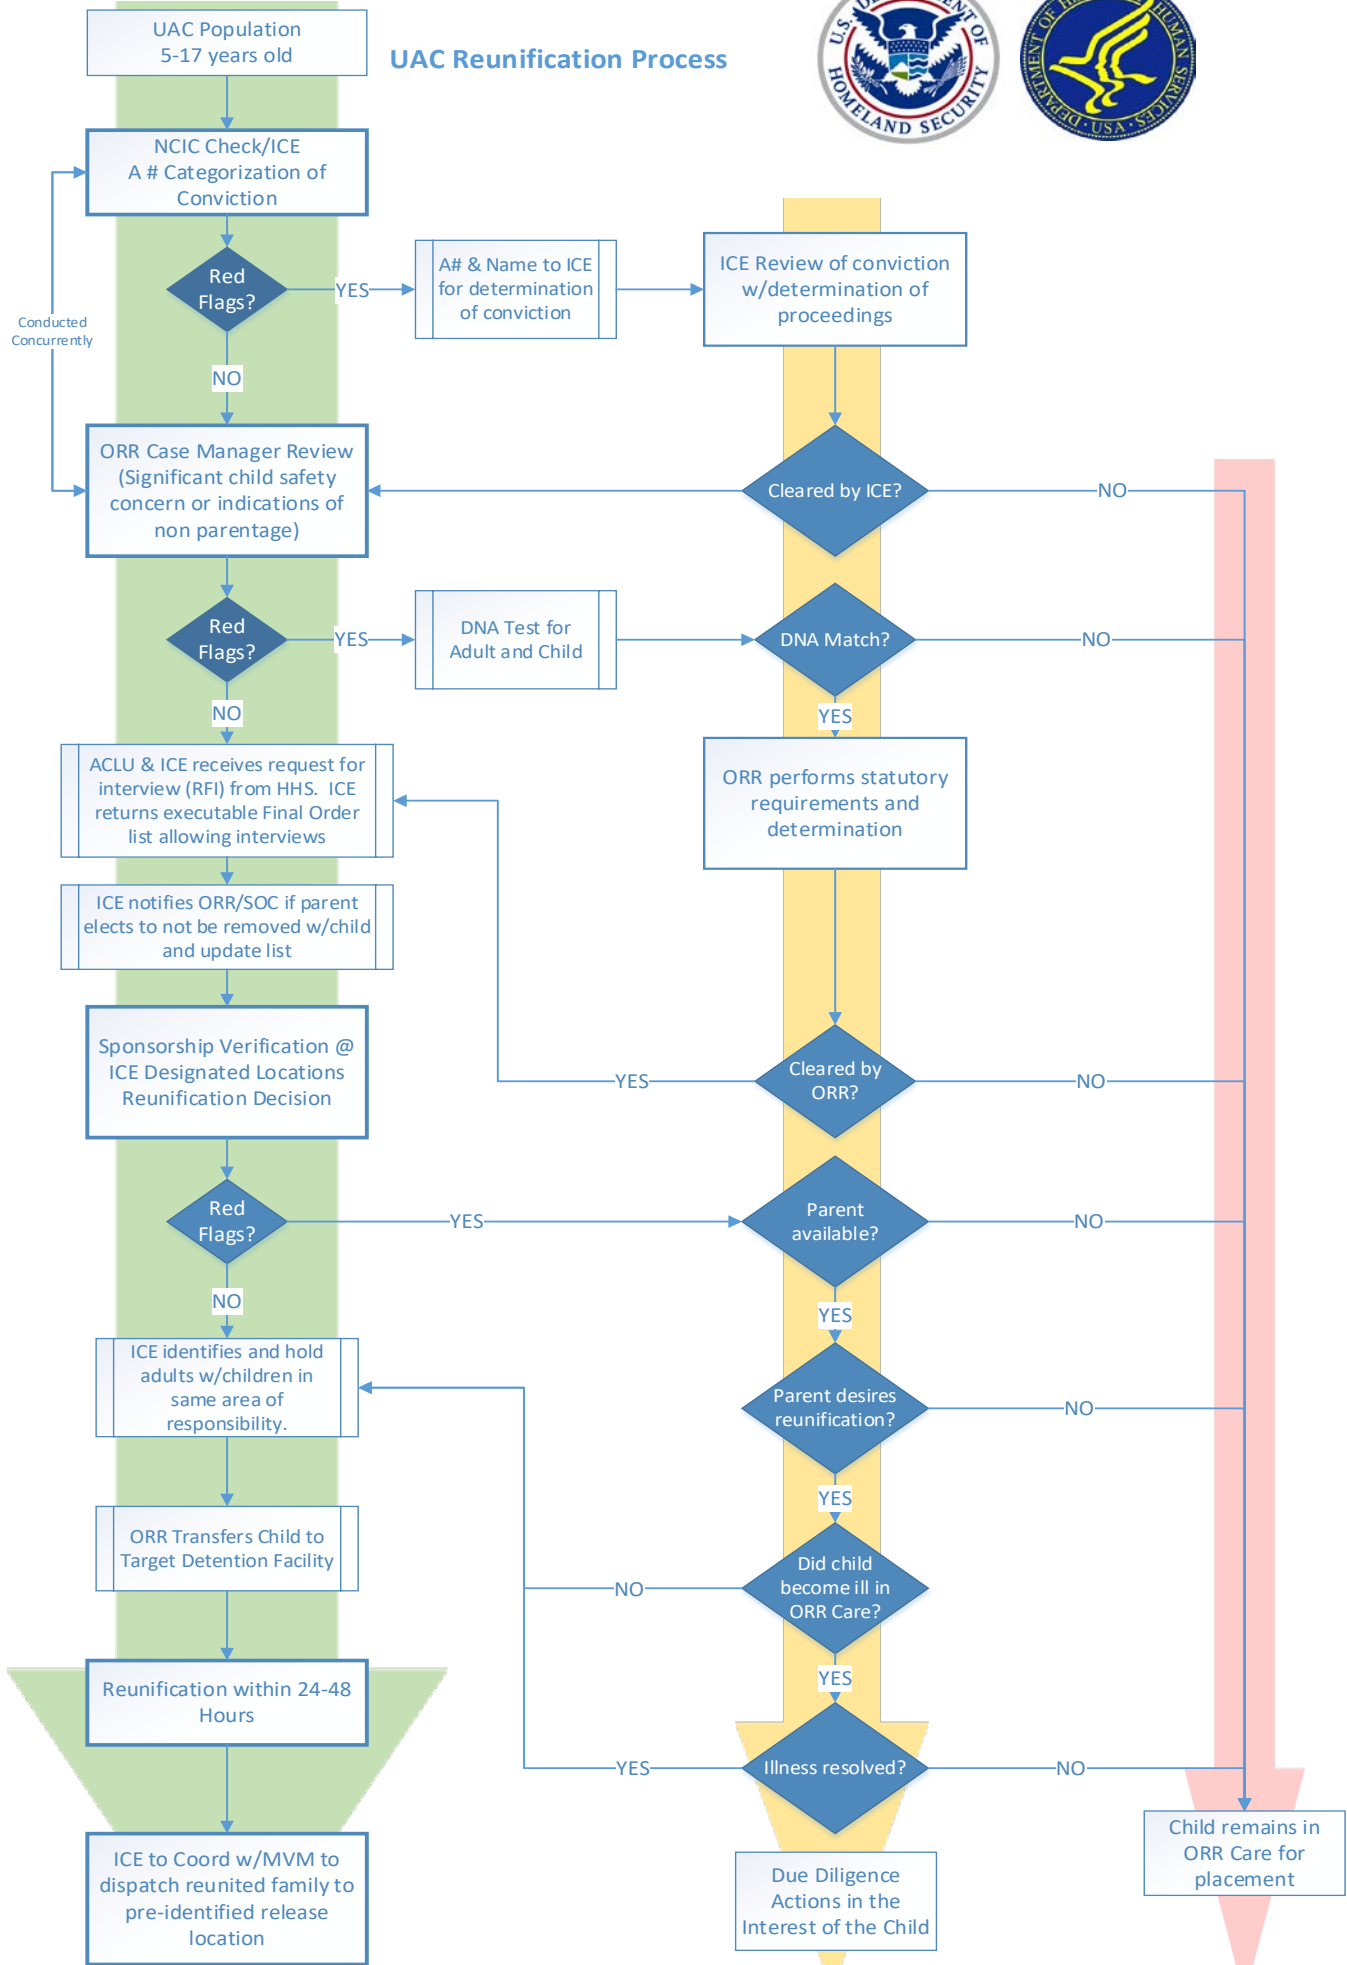 UAC Population
5-17 years old
UAC Reunification Process
U.S. DEPARTMENT OF
HOMELAND SECURITY
DEPARTMENT OF HEALTH HUMAN SERVICES · USA
NCIC Check/ICE
A # Categorization of
Conviction
Red
Flags?
YES
A# & Name to ICE
for determination
of conviction
ICE Review of conviction
w/determination of
proceedings
Conducted
Concurrently
NO
ORR Case Manager Review
(Significant child safety
concern or indications of
non parentage)
Cleared by ICE?
NO
Red
Flags?
YES
DNA Test for
Adult and Child
DNA Match?
NO
NO
YES
ACLU & ICE receives request for
interview (RFI) from HHS. ICE
returns executable Final Order
list allowing interviews
ORR performs statutory
requirements and
determination
ICE notifies ORR/SOC if parent
elects to not be removed w/child
and update list
Sponsorship Verification @
ICE Designated Locations
Reunification Decision
YES
Cleared by
ORR?
NO
Red
Flags?
YES
Parent
available?
NO
NO
YES
ICE identifies and hold
adults w/children in
same area of
responsibility.
Parent desires
reunification?
NO
YES
ORR Transfers Child to
Target Detention Facility
NO
Did child
become ill in
ORR Care?
YES
Reunification within 24-48
Hours
YES
Illness resolved?
NO
ICE to Coord w/MVM to
dispatch reunited family to
pre-identified release
location
Due Diligence
Actions in the
Interest of the Child
Child remains in
ORR Care for
placement